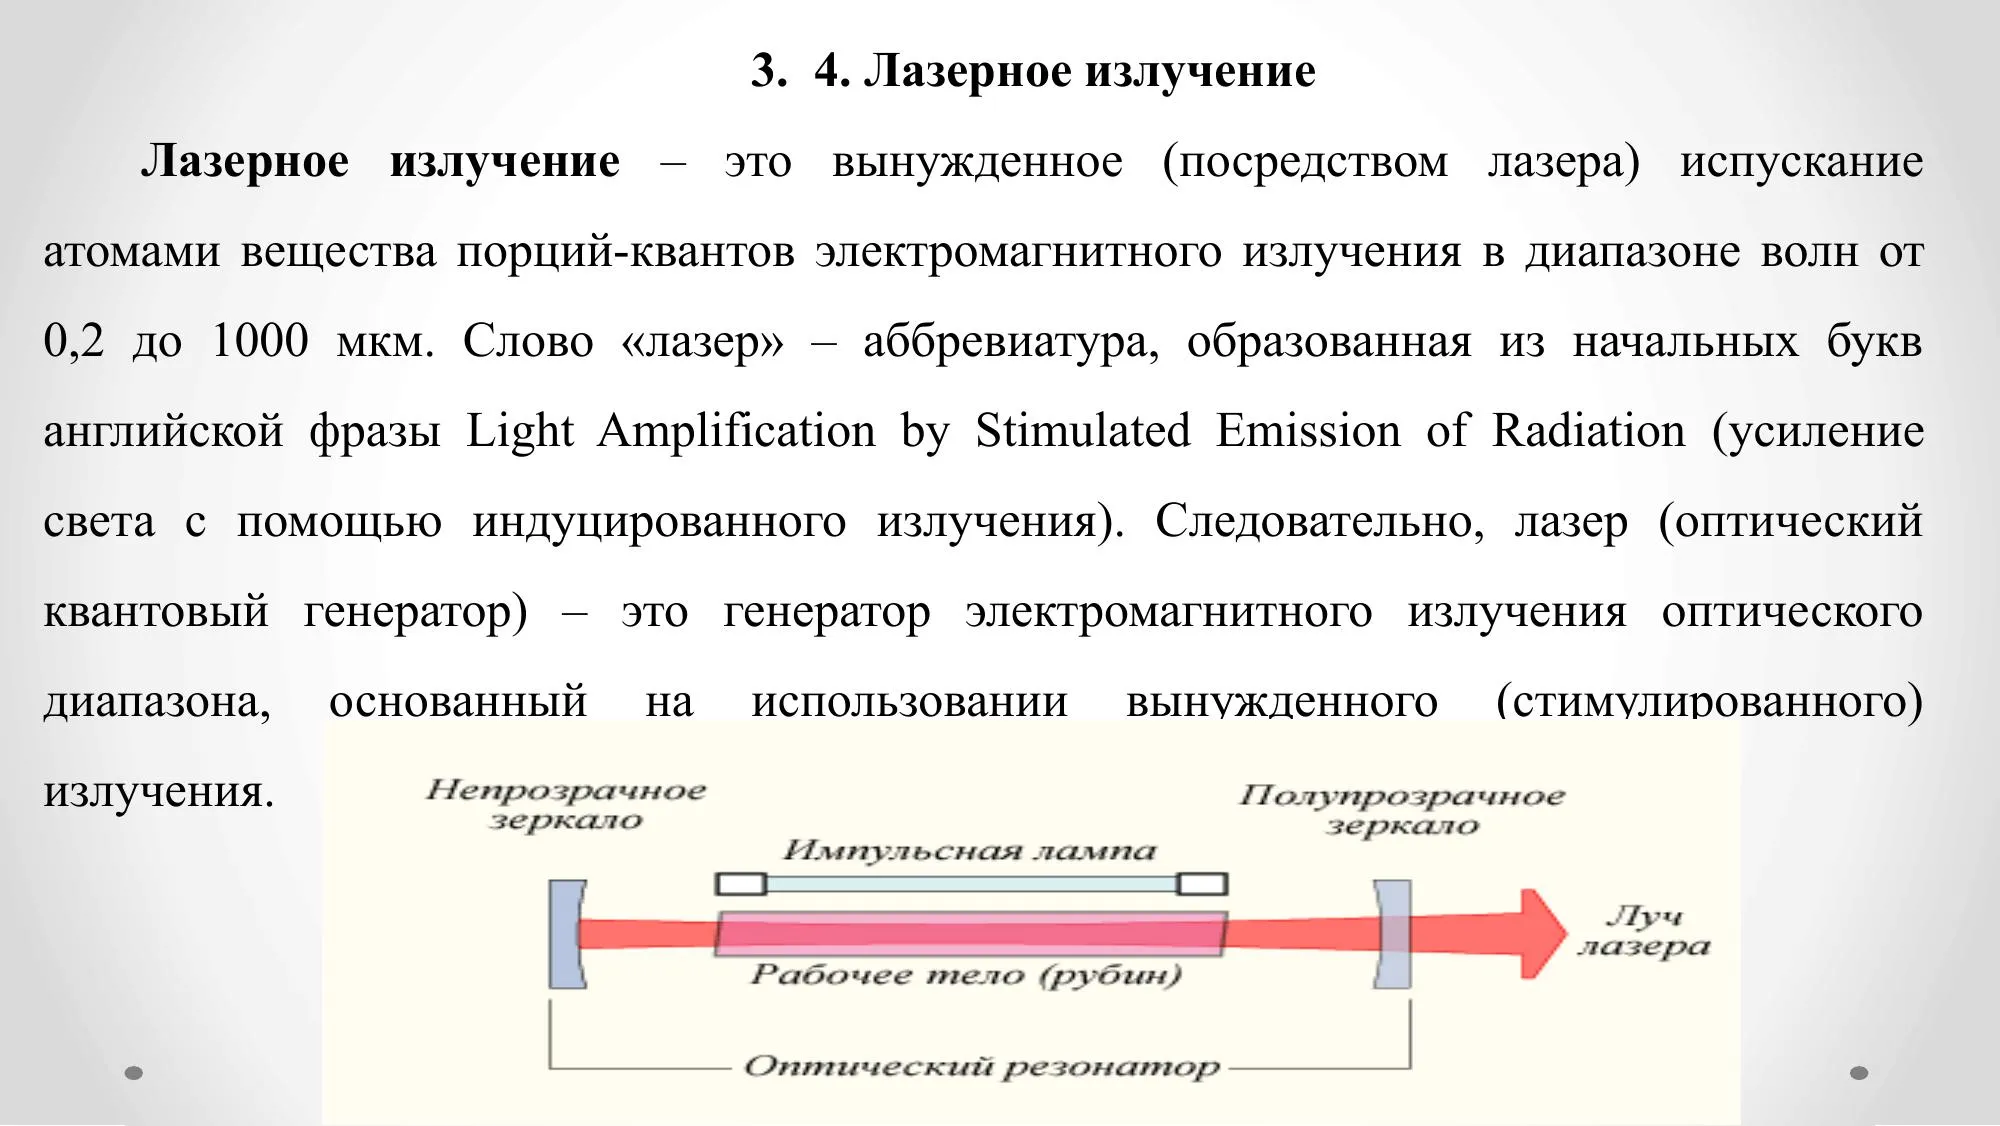 3. 4. Лазерное излучение
Лазерное излучение – это вынужденное (посредством лазера) испускание
атомами вещества порций-квантов электромагнитного излучения в диапазоне волн от
0,2 до 1000 мкм. Слово «лазер» – аббревиатура, образованная из начальных букв
английской фразы Light Amplification by Stimulated Emission of Radiation (усиление
света с помощью индуцированного излучения). Следовательно, лазер (оптический
квантовый генератор) – это генератор электромагнитного излучения оптического
диапазона, основанный на использовании вынужденного (стимулированного)
излучения.
Непрозрачное
зеркало
Полупрозрачное
зеркало
Импульсная лампа
Луч
лазера
Рабочее тело (рубин)
Оптический резонатор